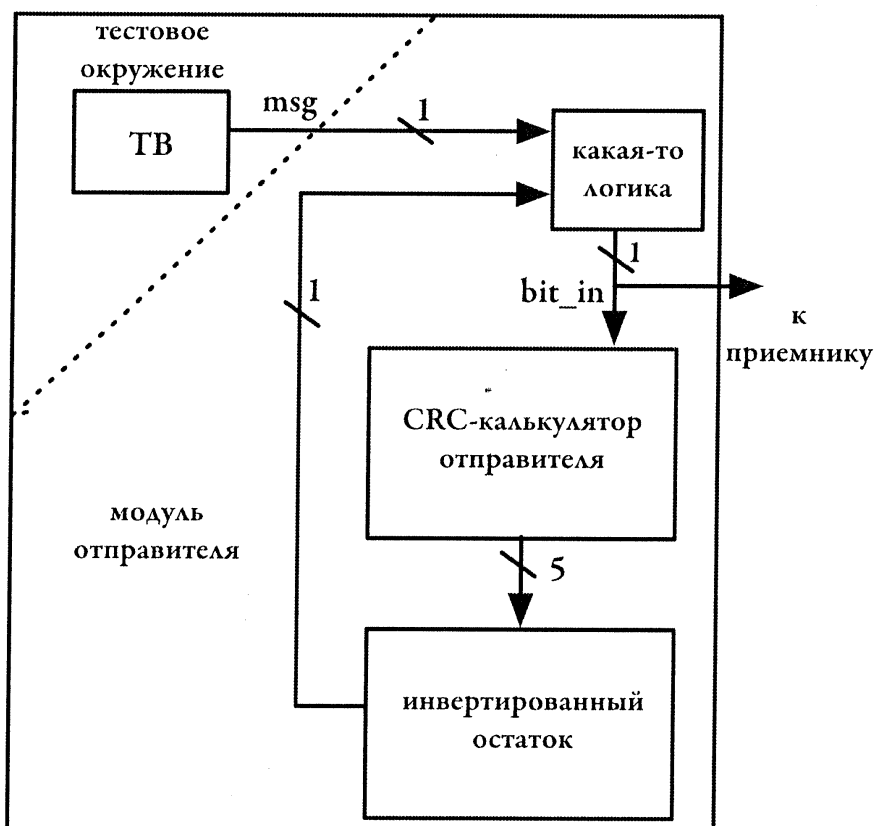 тестовое
окружение
ТВ
msg
1
какая-то
логика
1
1
bit_in
к
приемнику
CRC-калькулятор
отправителя
модуль
отправителя
5
инвертированный
остаток